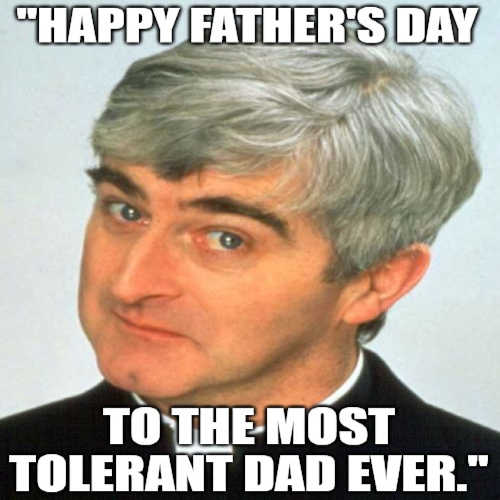 "HAPPY FATHER'S DAY
TO THE MOST
TOLERANT DAD EVER."